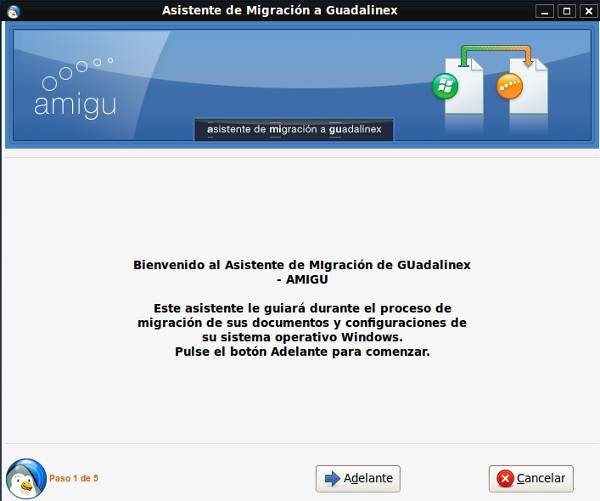 Asistente de Migración a Guadalinex
amigu
asistente de migración a guadalinex
Bienvenido al Asistente de MIgración de GUadalinex
- AMIGU
Este asistente le guiará durante el proceso de
migración de sus documentos y configuraciones de
su sistema operativo Windows.
Pulse el botón Adelante para comenzar.
Paso 1 de 5
Adelante
Cancelar